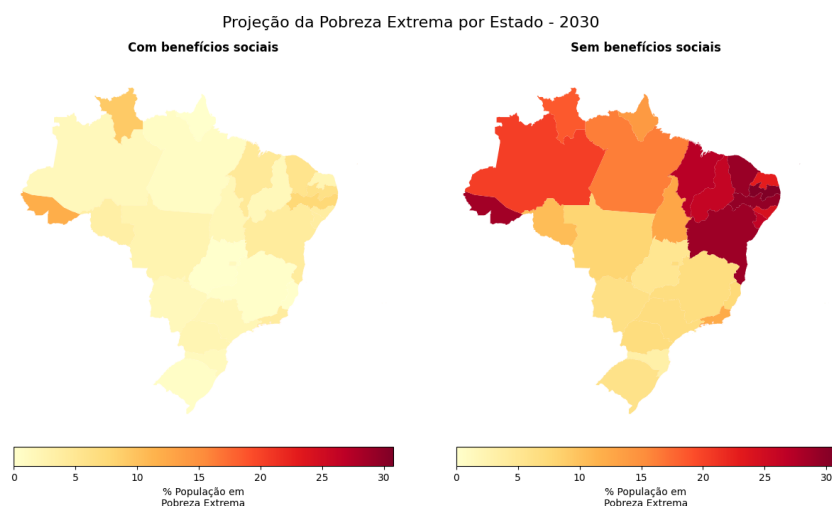 Projeção da Pobreza Extrema por Estado - 2030
Com benefícios sociais
Sem benefícios sociais
0 5 10 15 20 25 30
% População em
Pobreza Extrema
0 5 10 15 20 25 30
% População em
Pobreza Extrema